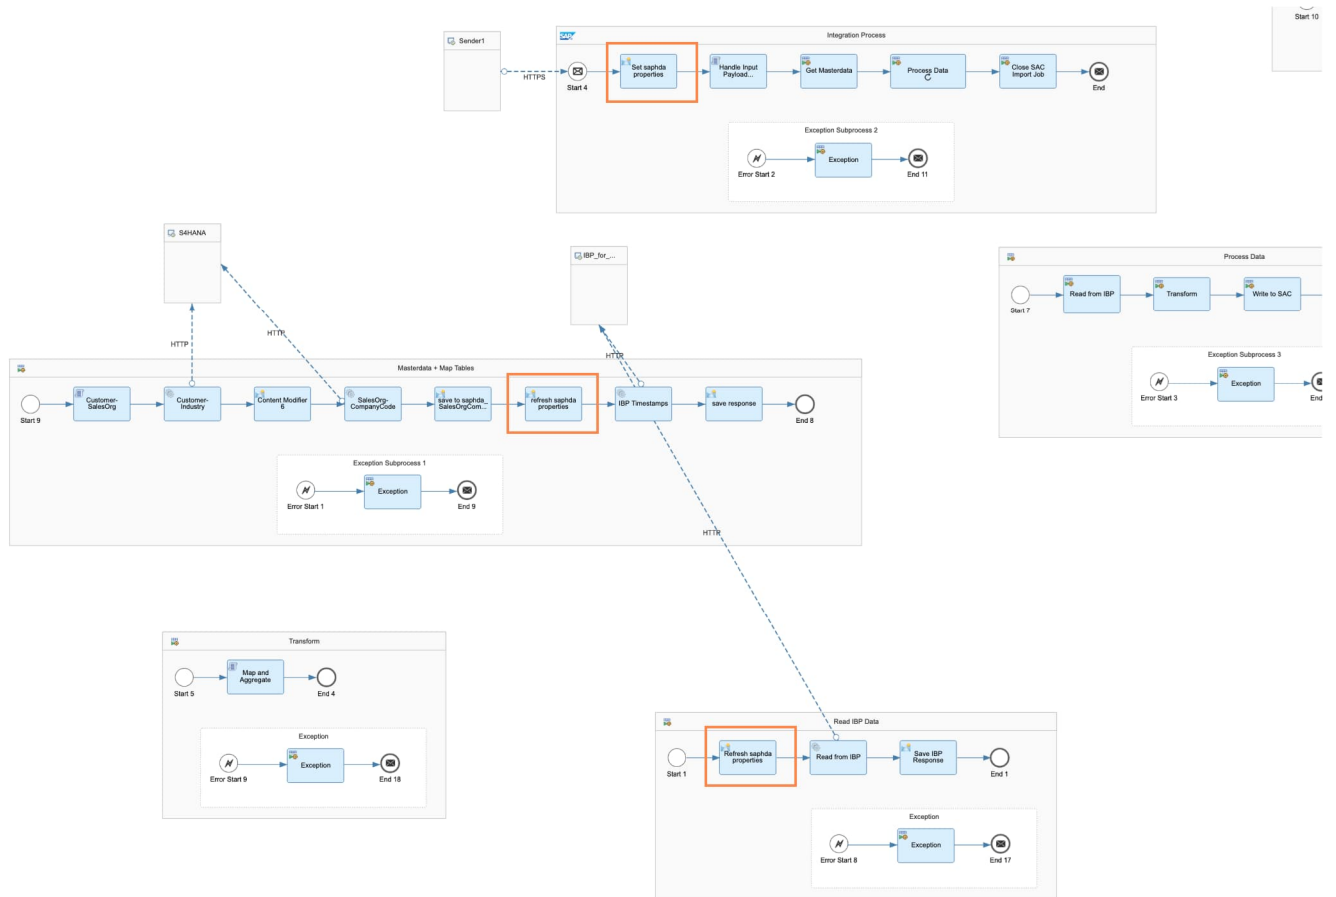 Start 10
Sender1
HTTPS
SAP
Integration Process
Start 4
Set saphda
properties
Handle Input
Payload...
Get Masterdata
Process Data
Close SAC
Import Job
End
Exception Subprocess 2
Error Start 2
Exception
End 11
S4HANA
HTTP
HTTP
IBP_for_...
HTTP
Process Data
Start 7
Read from IBP
Transform
Write to SAC
Exception Subprocess 3
Error Start 3
Exception
End
Masterdata + Map Tables
Start 9
Customer-
SalesOrg
Customer-
Industry
Content Modifier
6
SalesOrg-
CompanyCode
save to saphda_
SalesOrgCom...
refresh saphda
properties
IBP Timestamps
save response
End 8
Exception Subprocess 1
Error Start 1
Exception
End 9
HTTP
Transform
Start 5
Map and
Aggregate
End 4
Exception
Error Start 9
Exception
End 18
Read IBP Data
Start 1
Refresh saphda
properties
Read from IBP
Save IBP
Response
End 1
Exception
Error Start 8
Exception
End 17